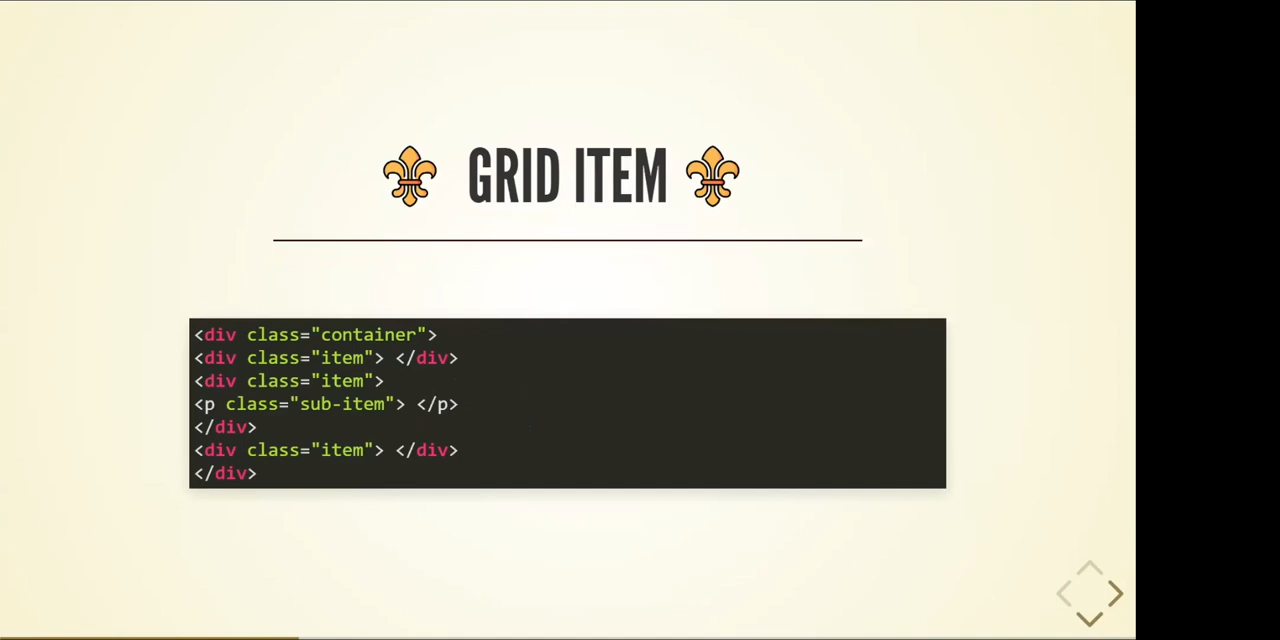 GRID ITEM
<div class="container">
<div class="item"> </div>
<div class="item">
<p class="sub-item"> </p>
</div>
<div class="item"> </div>
</div>